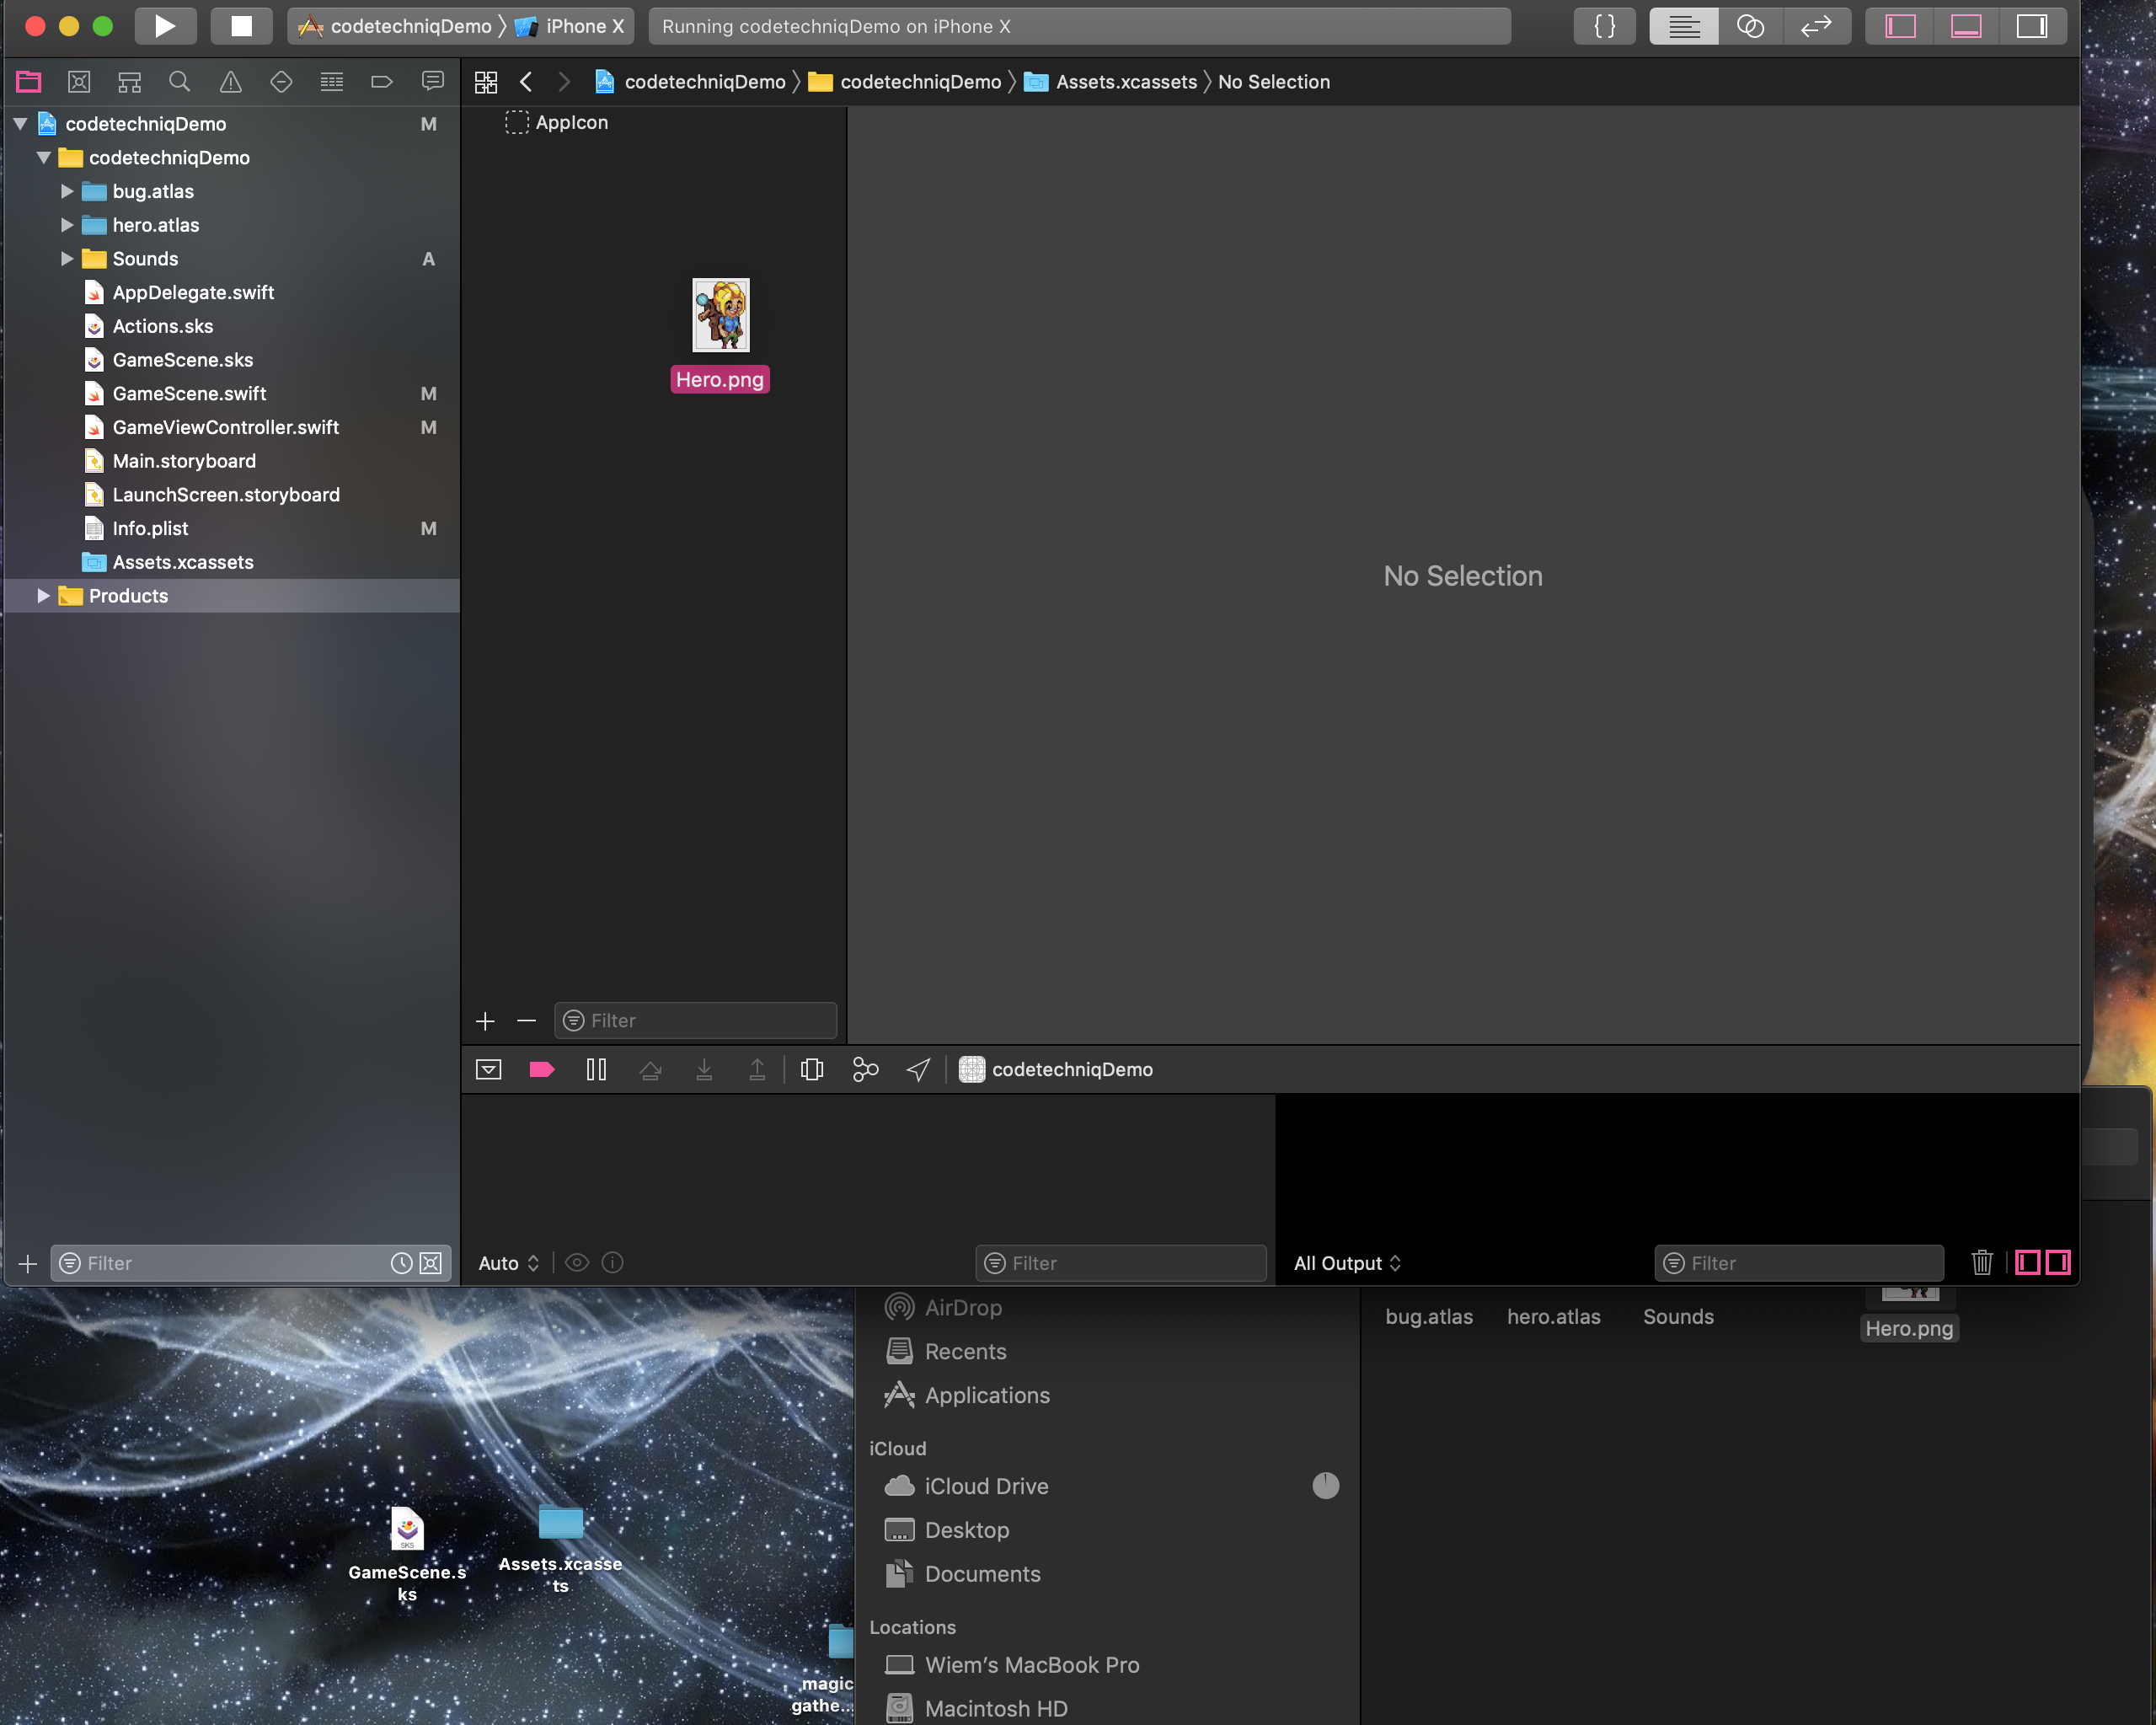 codetechniqDemo 〉 iPhone X
Running codetechniqDemo on iPhone X
{ }
codetechniqDemo 〉 codetechniqDemo 〉 Assets.xcassets 〉 No Selection
codetechniqDemo M
codetechniqDemo
bug.atlas
hero.atlas
Sounds A
AppDelegate.swift
Actions.sks
GameScene.sks
GameScene.swift M
GameViewController.swift M
Main.storyboard
LaunchScreen.storyboard
Info.plist M
Assets.xcassets
Products
AppIcon
Hero.png
No Selection
Filter
codetechniqDemo
Filter
Auto
Filter
All Output
Filter
AirDrop
Recents
Applications
iCloud
iCloud Drive
Desktop
Documents
Locations
Wiem’s MacBook Pro
Macintosh HD
bug.atlas
hero.atlas
Sounds
Hero.png
SKS
GameScene.s
ks
Assets.xcasse
ts
magic
gathe...